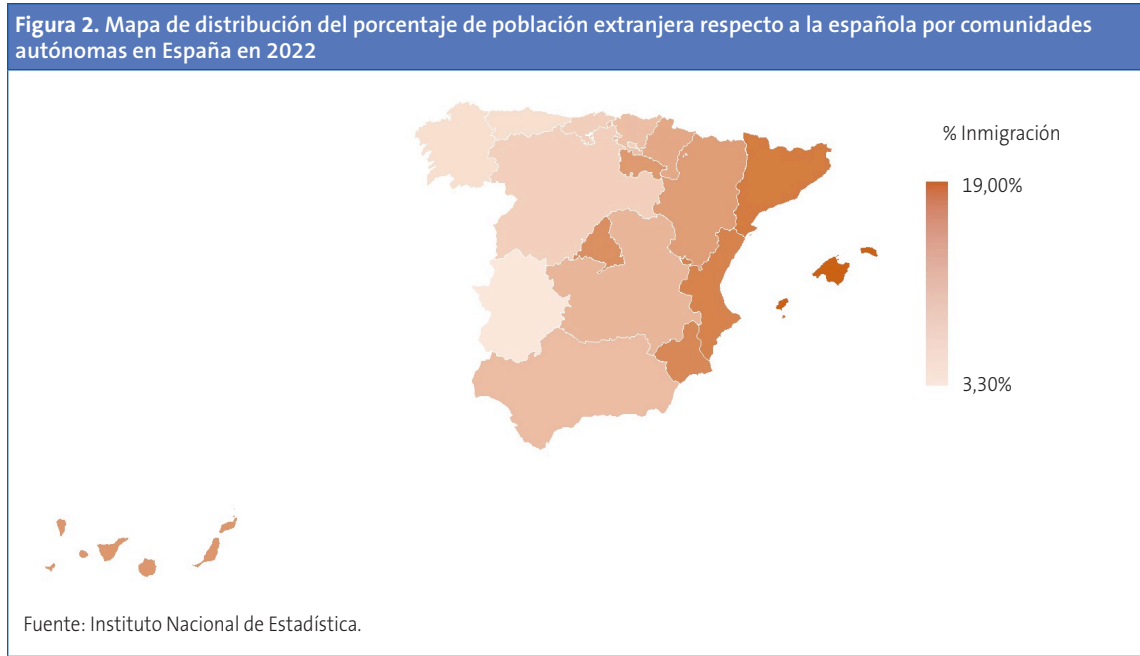 Figura 2. Mapa de distribución del porcentaje de población extranjera respecto a la española por comunidades
autónomas en España en 2022
% Inmigración
19,00%
3,30%
Fuente: Instituto Nacional de Estadística.